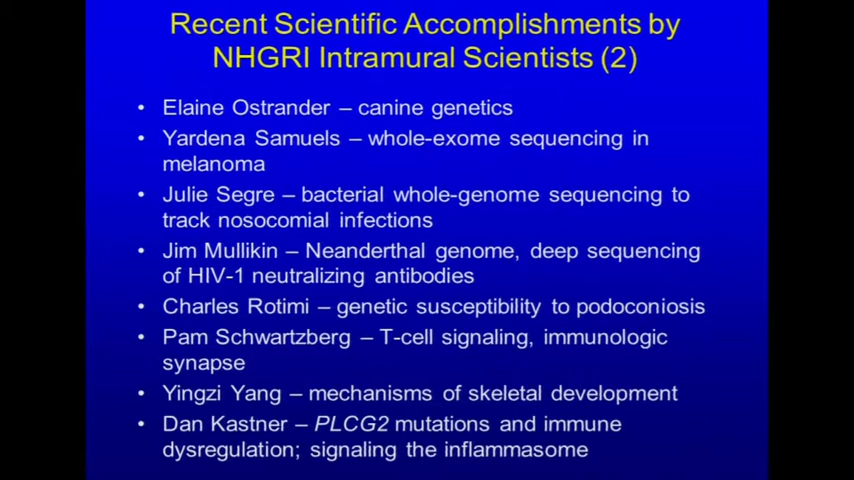 Recent Scientific Accomplishments by
NHGRI Intramural Scientists (2)
• Elaine Ostrander – canine genetics
• Yardena Samuels – whole-exome sequencing in
melanoma
• Julie Segre – bacterial whole-genome sequencing to
track nosocomial infections
• Jim Mullikin – Neanderthal genome, deep sequencing
of HIV-1 neutralizing antibodies
• Charles Rotimi – genetic susceptibility to podoconiosis
• Pam Schwartzberg – T-cell signaling, immunologic
synapse
• Yingzi Yang – mechanisms of skeletal development
• Dan Kastner – PLCG2 mutations and immune
dysregulation; signaling the inflammasome